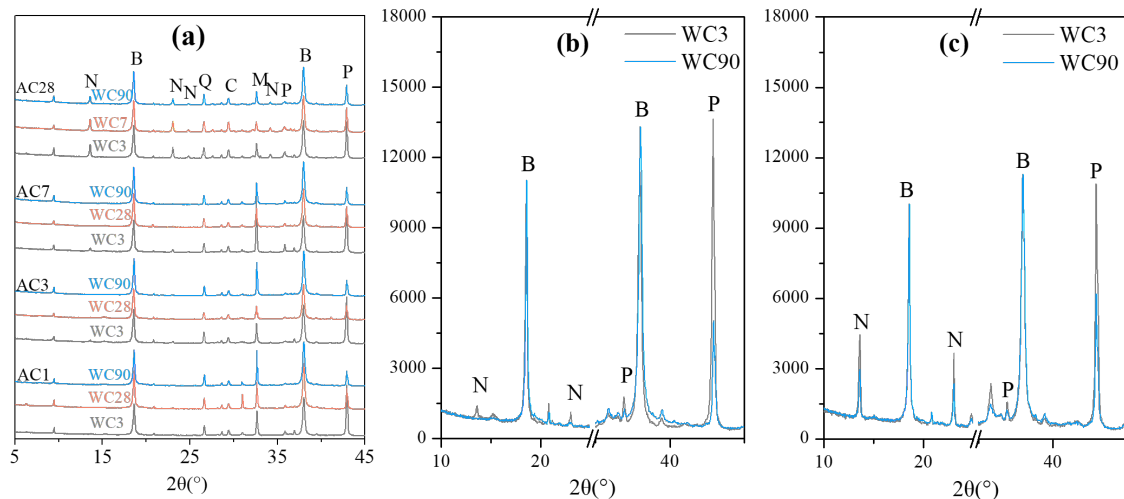 (a)
B
B
N
N
N
Q
C
M
N
P
P
AC28
WC90
WC7
WC3
AC7
WC90
WC28
WC3
AC3
WC90
WC28
WC3
AC1
WC90
WC28
WC3
5 15 25 35 45
2θ(°)
18000
15000
12000
9000
6000
3000
0
(b)
WC3
WC90
B
P
B
N
N
P
10 20 40
2θ(°)
18000
15000
12000
9000
6000
3000
0
(c)
WC3
WC90
B
P
B
N
N
P
10 20 40
2θ(°)